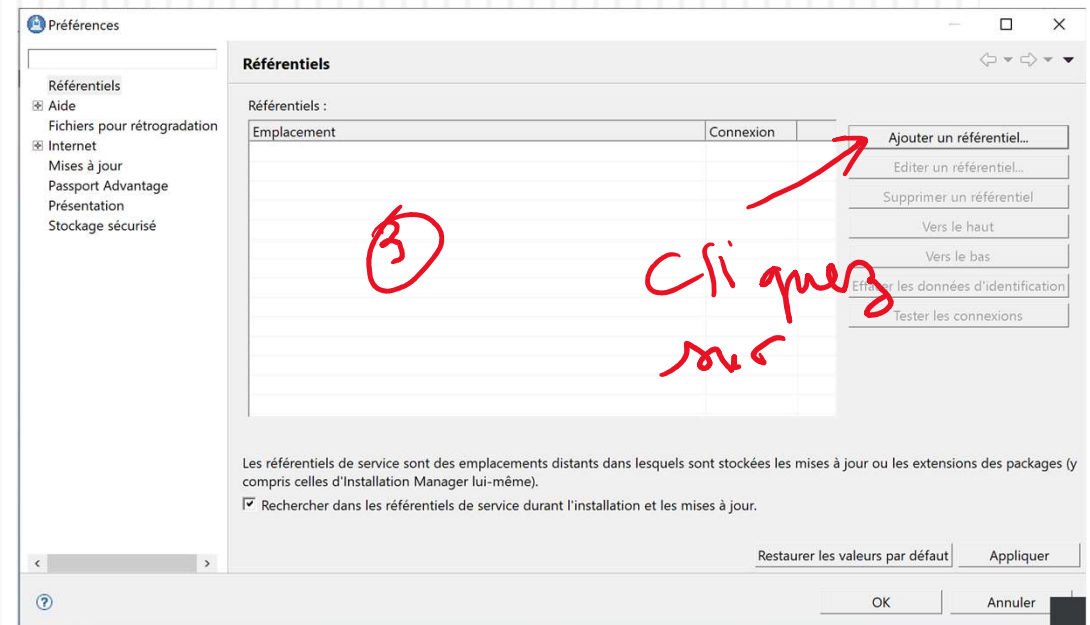 Préférences
Référentiels
Référentiels
Aide
Fichiers pour rétrogradation
Internet
Mises à jour
Passport Advantage
Présentation
Stockage sécurisé
Référentiels :
Emplacement Connexion
Ajouter un référentiel...
Editer un référentiel...
Supprimer un référentiel
Vers le haut
Vers le bas
Effacer les données d'identification
Tester les connexions
3
Cliquez
sur
Les référentiels de service sont des emplacements distants dans lesquels sont stockées les mises à jour ou les extensions des packages (y
compris celles d'Installation Manager lui-même).
Rechercher dans les référentiels de service durant l'installation et les mises à jour.
Restaurer les valeurs par défaut Appliquer
OK Annuler